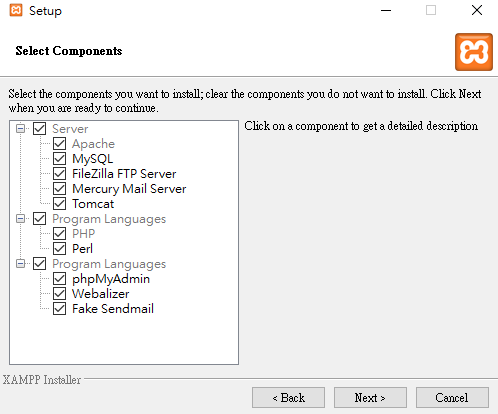 Setup
Select Components
Select the components you want to install; clear the components you do not want to install. Click Next
when you are ready to continue.
Server
Apache
MySQL
FileZilla FTP Server
Mercury Mail Server
Tomcat
Program Languages
PHP
Perl
Program Languages
phpMyAdmin
Webalizer
Fake Sendmail
Click on a component to get a detailed description
XAMPP Installer
< Back
Next >
Cancel